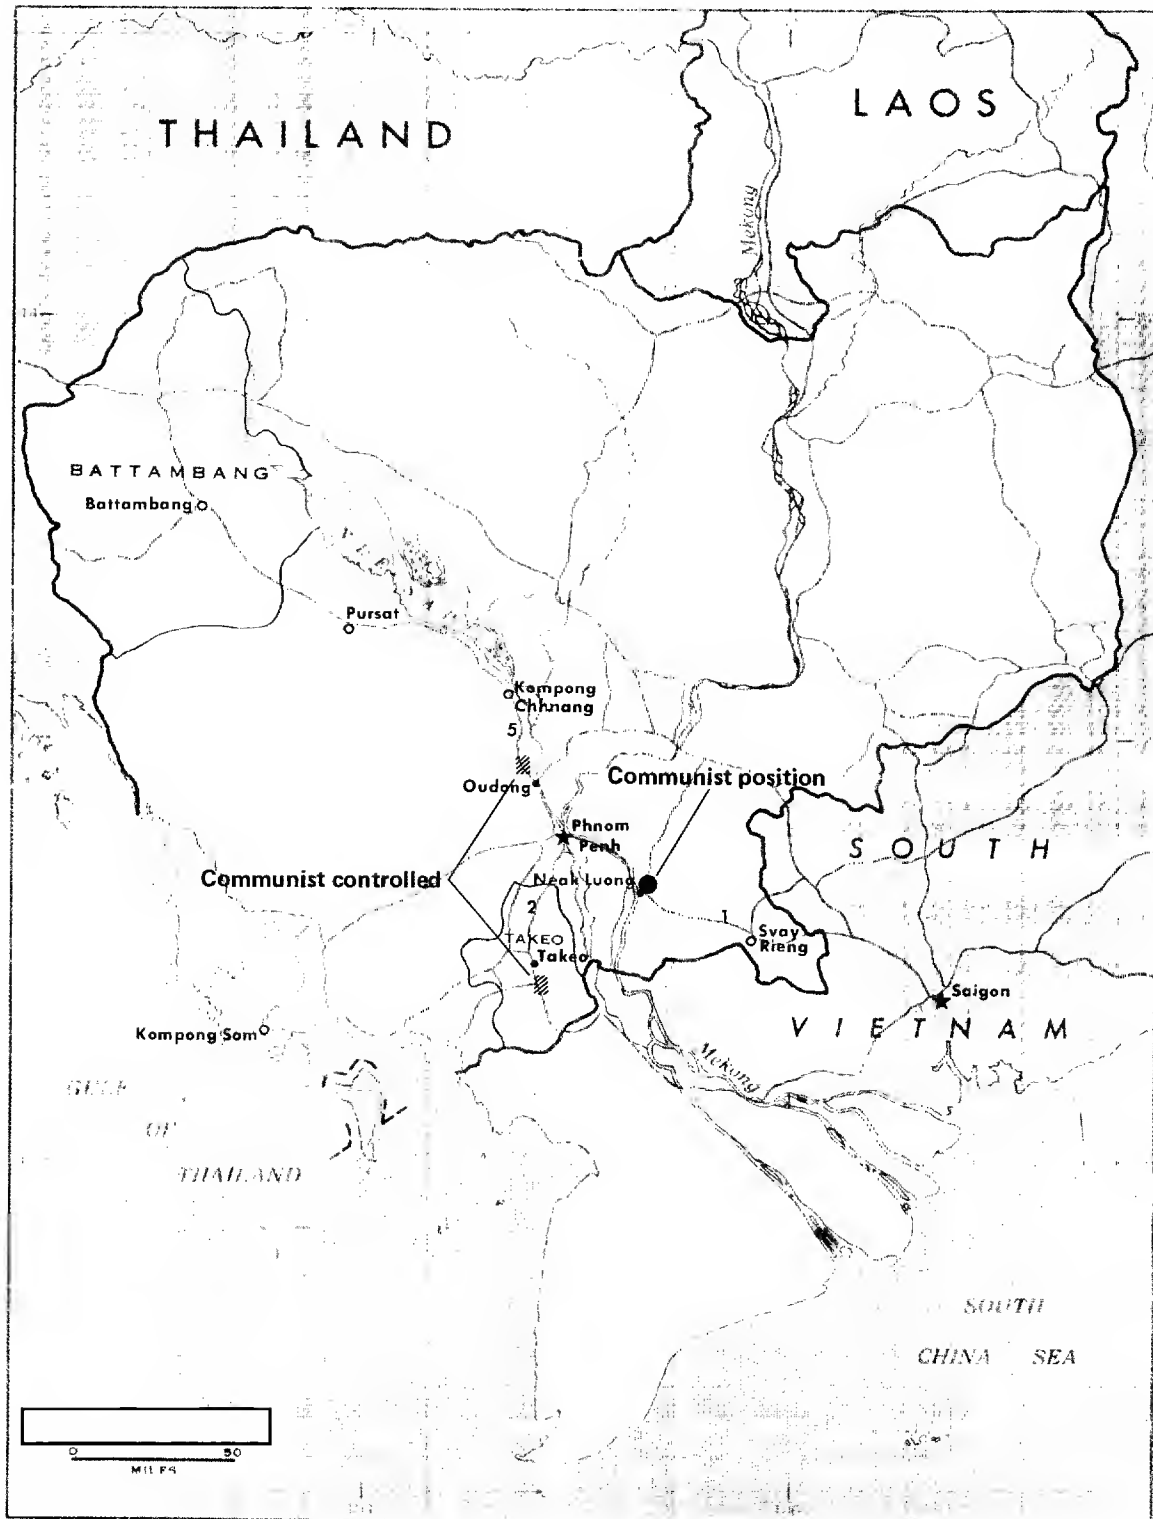 THAILAND
LAOS
Mekong
14
BATTAMBANG
Battambang
Pursat
Kompong
Chhnang
5
Oudong
Communist position
Phnom
Penh
SOUTH
Communist controlled
Neak Luong
2
1
TAKEO
Takeo
Svay
Rieng
Saigon
VIETNAM
Kompong Som
Mekong
GULF
OF
THAILAND
SOUTH
CHINA SEA
0 50
MILES